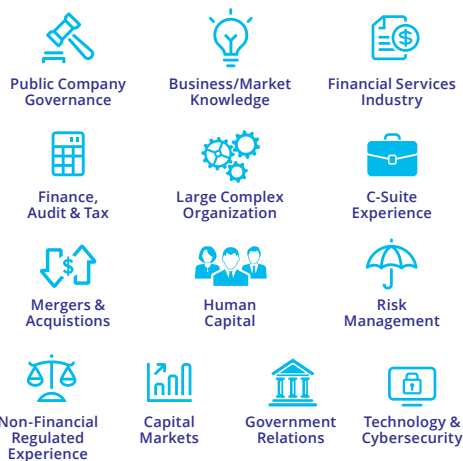 Public Company
Governance
Business/Market
Knowledge
Financial Services
Industry
Finance,
Audit & Tax
Large Complex
Organization
C-Suite
Experience
Mergers &
Acquistions
Human
Capital
Risk
Management
Non-Financial
Regulated
Experience
Capital
Markets
Government
Relations
Technology &
Cybersecurity